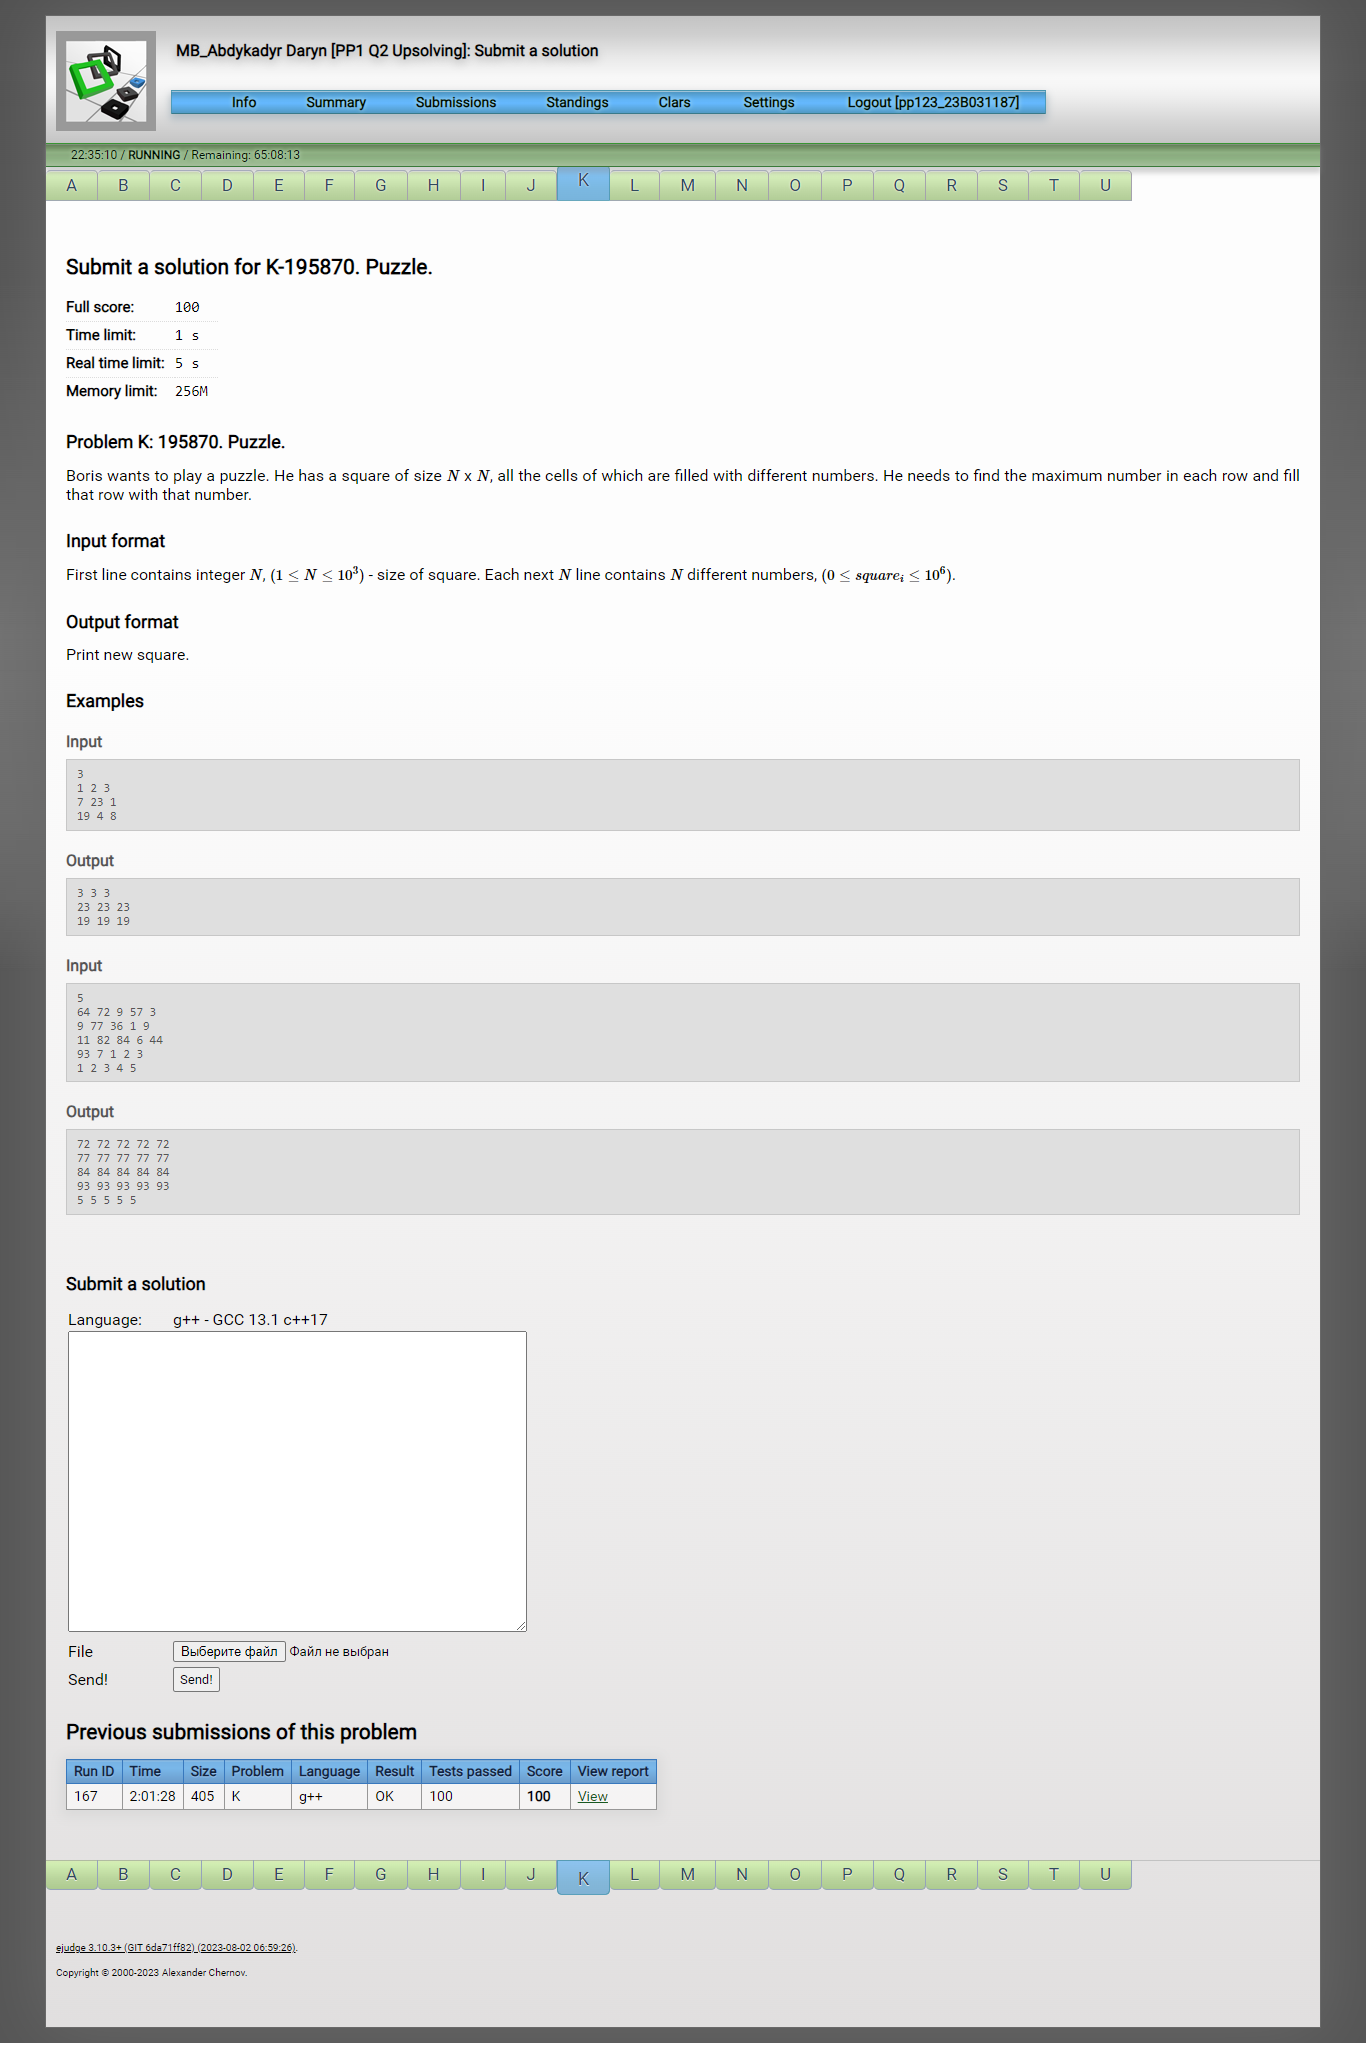 MB_Abdykadyr Daryn [PP1 Q2 Upsolving]: Submit a solution
Info Summary Submissions Standings Clars Settings Logout [pp123_23B031187]
22:35:10 / RUNNING / Remaining: 65:08:13
A B C D E F G H I J K L M N O P Q R S T U
Submit a solution for K-195870. Puzzle.
Full score: 100
Time limit: 1 s
Real time limit: 5 s
Memory limit: 256M
Problem K: 195870. Puzzle.
Boris wants to play a puzzle. He has a square of size N x N, all the cells of which are filled with different numbers. He needs to find the maximum number in each row and fill
that row with that number.
Input format
First line contains integer N, (1 ≤ N ≤ 10³) - size of square. Each next N line contains N different numbers, (0 ≤ squareᵢ ≤ 10⁶).
Output format
Print new square.
Examples
Input
3
1 2 3
7 23 1
19 4 8
Output
3 3 3
23 23 23
19 19 19
Input
5
64 72 9 57 3
9 77 36 1 9
11 82 84 6 44
93 7 1 2 3
1 2 3 4 5
Output
72 72 72 72 72
77 77 77 77 77
84 84 84 84 84
93 93 93 93 93
5 5 5 5 5
Submit a solution
Language: g++ - GCC 13.1 c++17
File Выберите файл Файл не выбран
Send! Send!
Previous submissions of this problem
Run ID Time Size Problem Language Result Tests passed Score View report
167 2:01:28 405 K g++ OK 100 100 View
A B C D E F G H I J K L M N O P Q R S T U
ejudge 3.10.3+ (GIT 6da71ff82) (2023-08-02 06:59:26).
Copyright © 2000-2023 Alexander Chernov.